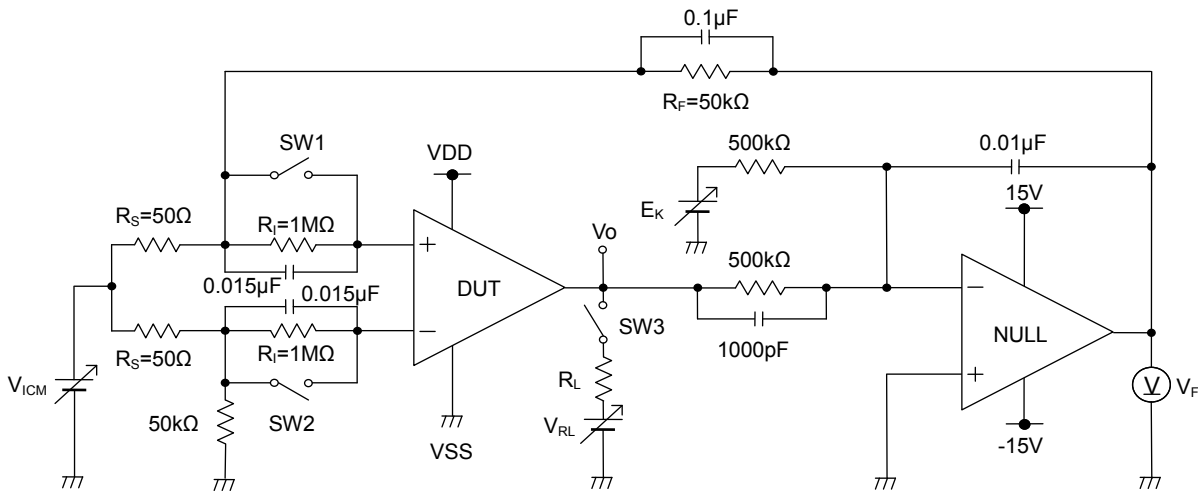 0.1μF
RF=50kΩ
SW1
VDD
500kΩ
0.01μF
15V
EK
RS=50Ω
RI=1MΩ
Vo
+
500kΩ
0.015μF
0.015μF
DUT
−
NULL
SW3
RS=50Ω
RI=1MΩ
−
1000pF
+
V
VF
VICM
RL
50kΩ
SW2
VRL
VSS
-15V